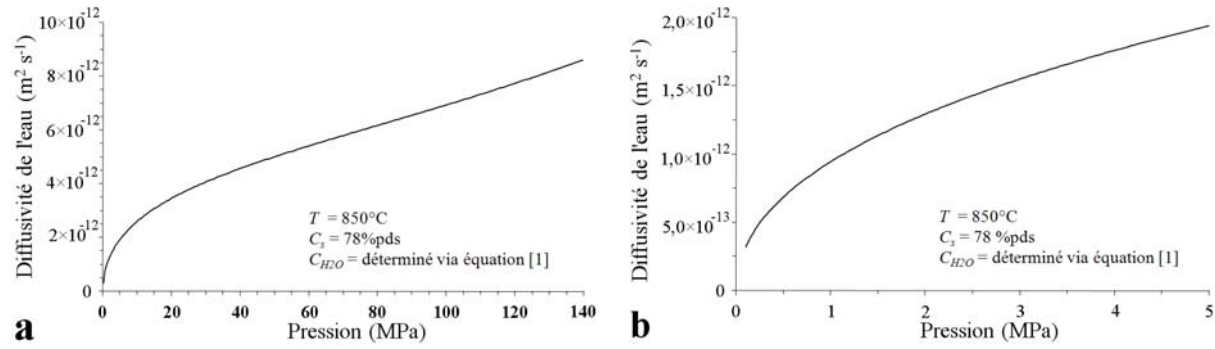 10×10⁻¹²
8×10⁻¹²
6×10⁻¹²
4×10⁻¹²
2×10⁻¹²
0
Diffusivité de l'eau (m² s⁻¹)
T = 850°C
Cₛ = 78%pds
C_H2O = déterminé via équation [1]
0 20 40 60 80 100 120 140
Pression (MPa)
a
2,0×10⁻¹²
1,5×10⁻¹²
1,0×10⁻¹²
5,0×10⁻¹³
0
Diffusivité de l'eau (m² s⁻¹)
T = 850°C
Cₛ = 78 %pds
C_H2O = déterminé via équation [1]
0 1 2 3 4 5
Pression (MPa)
b